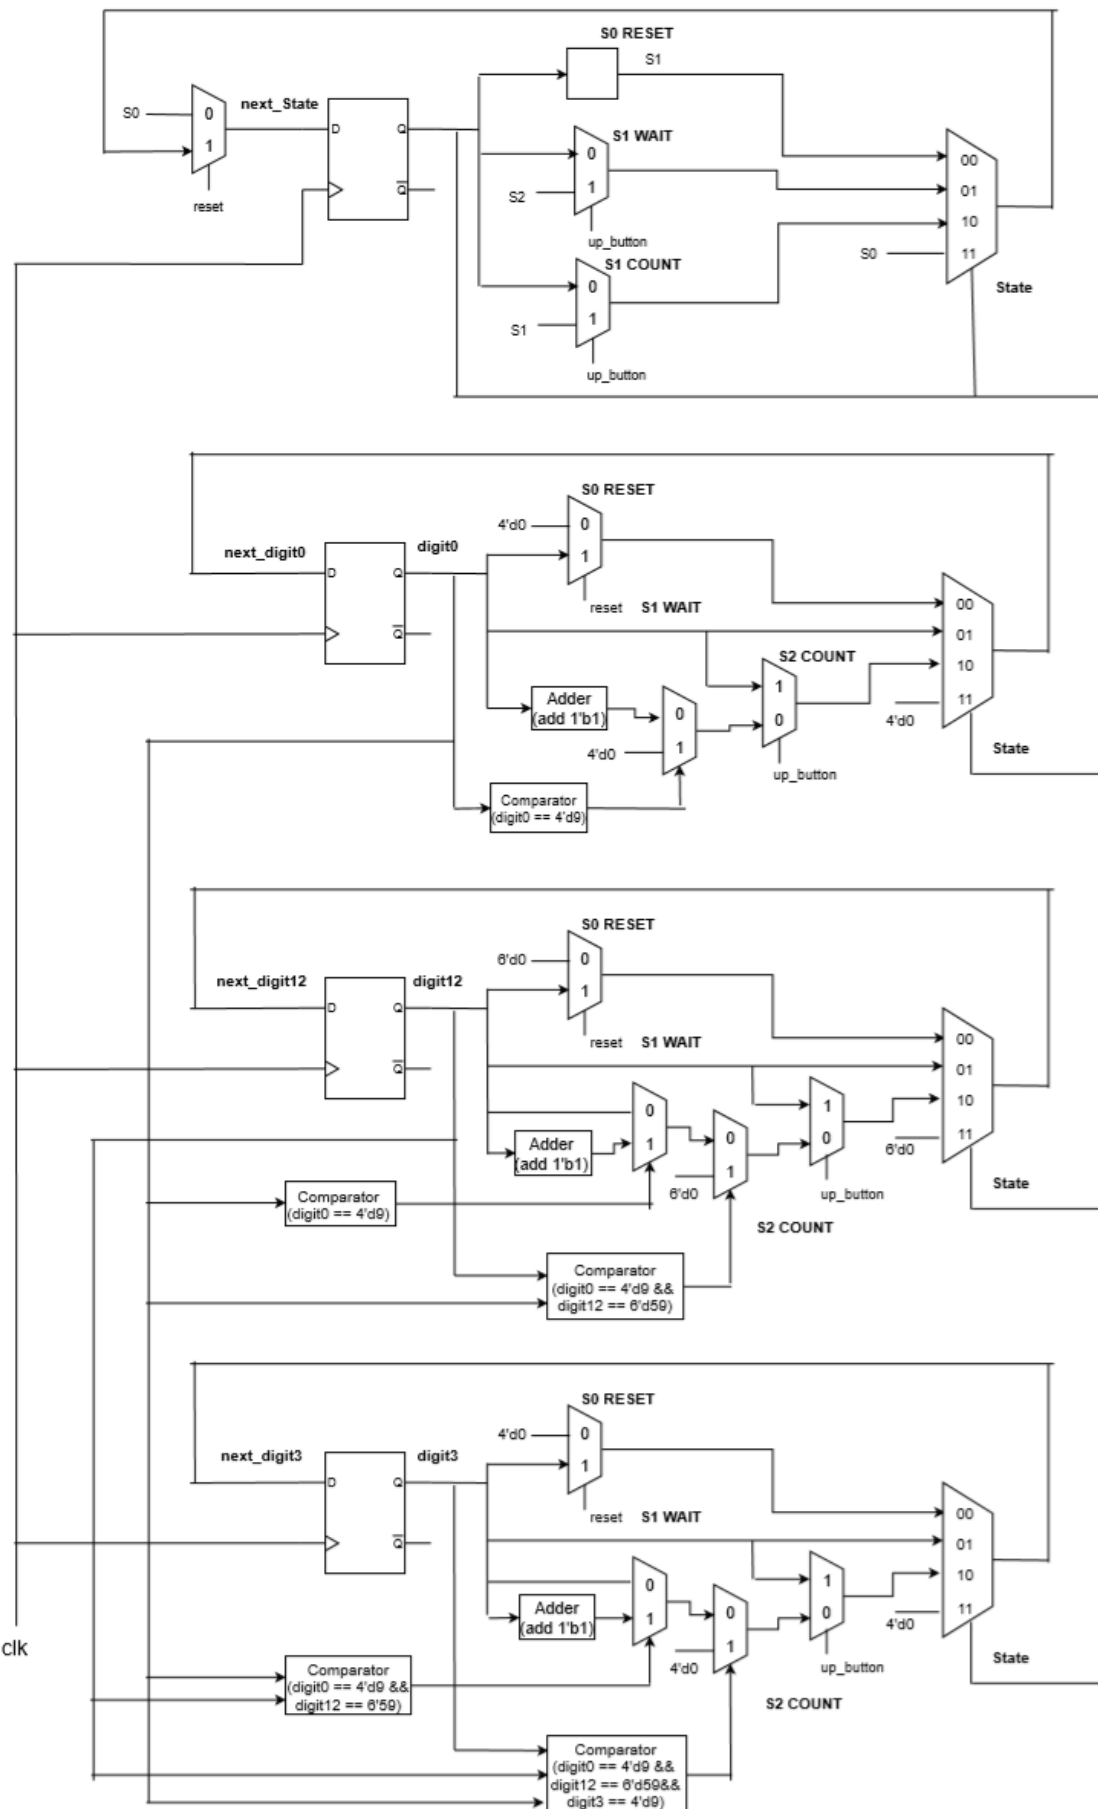 S0 RESET
S1
next_State
S0
0
1
D
Q
Q
reset
S1 WAIT
0
1
S2
up_button
S1 COUNT
0
1
S1
up_button
00
01
10
11
S0
State
S0 RESET
4'd0
0
1
next_digit0
digit0
D
Q
Q
reset
S1 WAIT
S2 COUNT
1
0
Adder
(add 1'b1)
0
1
4'd0
up_button
Comparator
(digit0 == 4'd9)
00
01
10
11
4'd0
State
S0 RESET
6'd0
0
1
next_digit12
digit12
D
Q
Q
reset
S1 WAIT
0
1
Adder
(add 1'b1)
0
1
6'd0
1
0
up_button
S2 COUNT
Comparator
(digit0 == 4'd9)
Comparator
(digit0 == 4'd9 &&
digit12 == 6'd59)
00
01
10
11
6'd0
State
S0 RESET
4'd0
0
1
next_digit3
digit3
D
Q
Q
reset
S1 WAIT
0
1
Adder
(add 1'b1)
0
1
4'd0
1
0
up_button
S2 COUNT
00
01
10
11
4'd0
State
clk
Comparator
(digit0 == 4'd9 &&
digit12 == 6'59)
Comparator
(digit0 == 4'd9 &&
digit12 == 6'd59&&
digit3 == 4'd9)